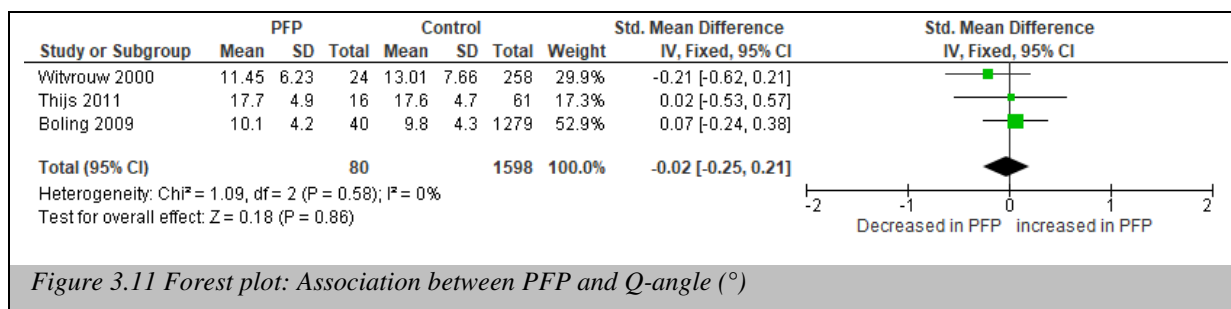 PFP Control Std. Mean Difference Std. Mean Difference
Study or Subgroup Mean SD Total Mean SD Total Weight IV, Fixed, 95% CI IV, Fixed, 95% CI
Witvrouw 2000 11.45 6.23 24 13.01 7.66 258 29.9% -0.21 [-0.62, 0.21]
Thijs 2011 17.7 4.9 16 17.6 4.7 61 17.3% 0.02 [-0.53, 0.57]
Boling 2009 10.1 4.2 40 9.8 4.3 1279 52.9% 0.07 [-0.24, 0.38]
Total (95% CI) 80 1598 100.0% -0.02 [-0.25, 0.21]
Heterogeneity: Chi² = 1.09, df = 2 (P = 0.58); I² = 0%
Test for overall effect: Z = 0.18 (P = 0.86)
-2 -1 0 1 2
Decreased in PFP increased in PFP
Figure 3.11 Forest plot: Association between PFP and Q-angle (°)